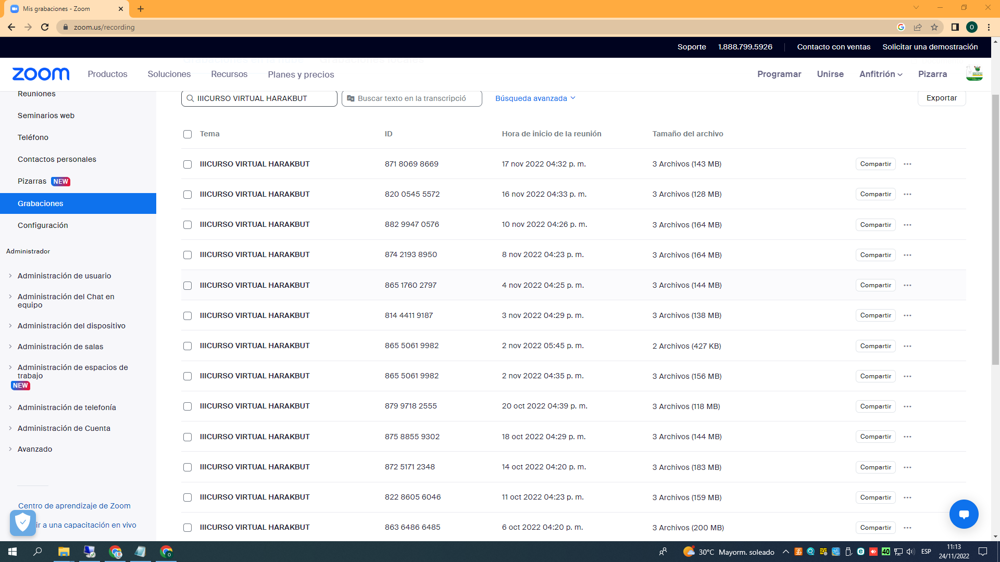 Mis grabaciones - Zoom
zoom.us/recording
Soporte 1.888.799.5926 Contacto con ventas Solicitar una demostración
Grabaciones en la nube Grabaciones locales
zoom Productos Soluciones Recursos Planes y precios Programar Unirse Anfitrión Pizarra
Reuniones
Seminarios web
Teléfono
Contactos personales
Pizarras NEW
Grabaciones
Configuración
Administrador
Administración de usuario
Administración del Chat en
equipo
Administración del dispositivo
Administración de salas
Administración de espacios de
trabajo
NEW
Administración de telefonía
Administración de Cuenta
Avanzado
Centro de aprendizaje de Zoom
ir a una capacitación en vivo
IIICURSO VIRTUAL HARAKBUT Buscar texto en la transcripció Búsqueda avanzada Exportar
Tema ID Hora de inicio de la reunión Tamaño del archivo
IIICURSO VIRTUAL HARAKBUT 871 8069 8669 17 nov 2022 04:32 p. m. 3 Archivos (143 MB) Compartir
IIICURSO VIRTUAL HARAKBUT 820 0545 5572 16 nov 2022 04:33 p. m. 3 Archivos (128 MB) Compartir
IIICURSO VIRTUAL HARAKBUT 882 9947 0576 10 nov 2022 04:26 p. m. 3 Archivos (164 MB) Compartir
IIICURSO VIRTUAL HARAKBUT 874 2193 8950 8 nov 2022 04:23 p. m. 3 Archivos (164 MB) Compartir
IIICURSO VIRTUAL HARAKBUT 865 1760 2797 4 nov 2022 04:25 p. m. 3 Archivos (144 MB) Compartir
IIICURSO VIRTUAL HARAKBUT 814 4411 9187 3 nov 2022 04:29 p. m. 3 Archivos (138 MB) Compartir
IIICURSO VIRTUAL HARAKBUT 865 5061 9982 2 nov 2022 05:45 p. m. 2 Archivos (427 KB) Compartir
IIICURSO VIRTUAL HARAKBUT 865 5061 9982 2 nov 2022 04:35 p. m. 3 Archivos (156 MB) Compartir
IIICURSO VIRTUAL HARAKBUT 879 9718 2555 20 oct 2022 04:39 p. m. 3 Archivos (118 MB) Compartir
IIICURSO VIRTUAL HARAKBUT 875 8855 9302 18 oct 2022 04:29 p. m. 3 Archivos (144 MB) Compartir
IIICURSO VIRTUAL HARAKBUT 872 5171 2348 14 oct 2022 04:20 p. m. 3 Archivos (183 MB) Compartir
IIICURSO VIRTUAL HARAKBUT 822 8605 6046 11 oct 2022 04:23 p. m. 3 Archivos (159 MB) Compartir
IIICURSO VIRTUAL HARAKBUT 863 6486 6485 6 oct 2022 04:20 p. m. 3 Archivos (200 MB) Compartir
30°C Mayorm. soleado 40 ESP 11:13
24/11/2022